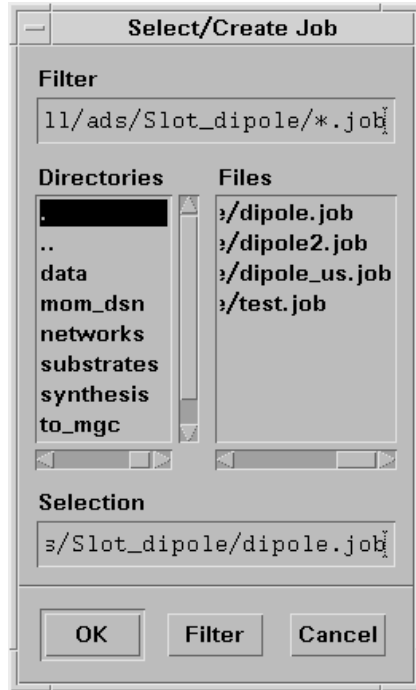 Select/Create Job
Filter
ll/ads/Slot_dipole/*.job
Directories
.
..
data
mom_dsn
networks
substrates
synthesis
to_mgc
Files
e/dipole.job
e/dipole2.job
e/dipole_us.job
e/test.job
Selection
s/Slot_dipole/dipole.job
OK
Filter
Cancel